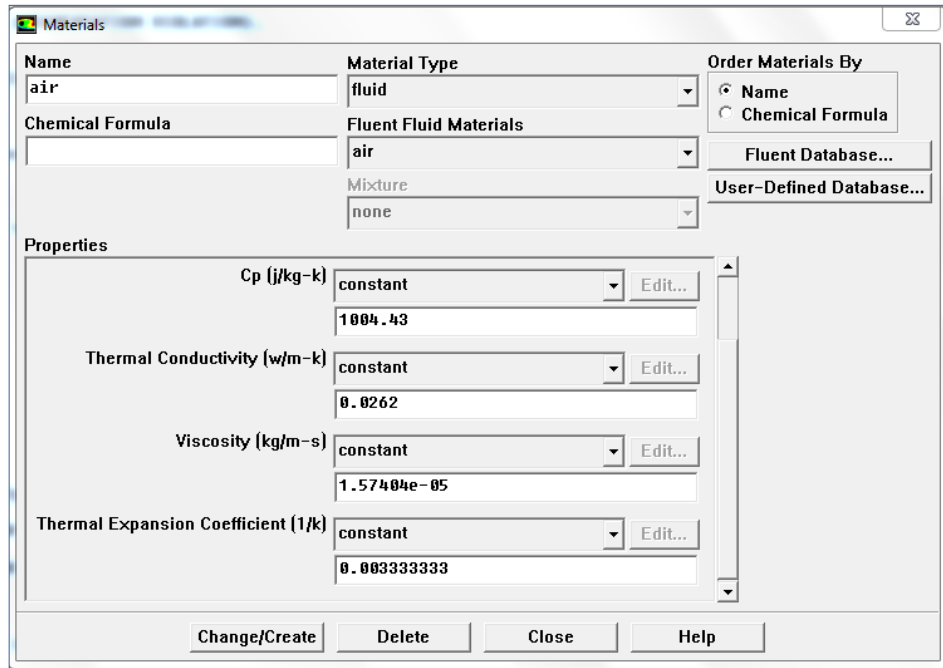 Materials
Name
air
Material Type
fluid
Order Materials By
Name
Chemical Formula
Chemical Formula
Fluent Fluid Materials
air
Fluent Database...
Mixture
none
User-Defined Database...
Properties
Cp (j/kg-k) constant Edit...
1004.43
Thermal Conductivity (w/m-k) constant Edit...
0.0262
Viscosity (kg/m-s) constant Edit...
1.57404e-05
Thermal Expansion Coefficient (1/k) constant Edit...
0.003333333
Change/Create Delete Close Help